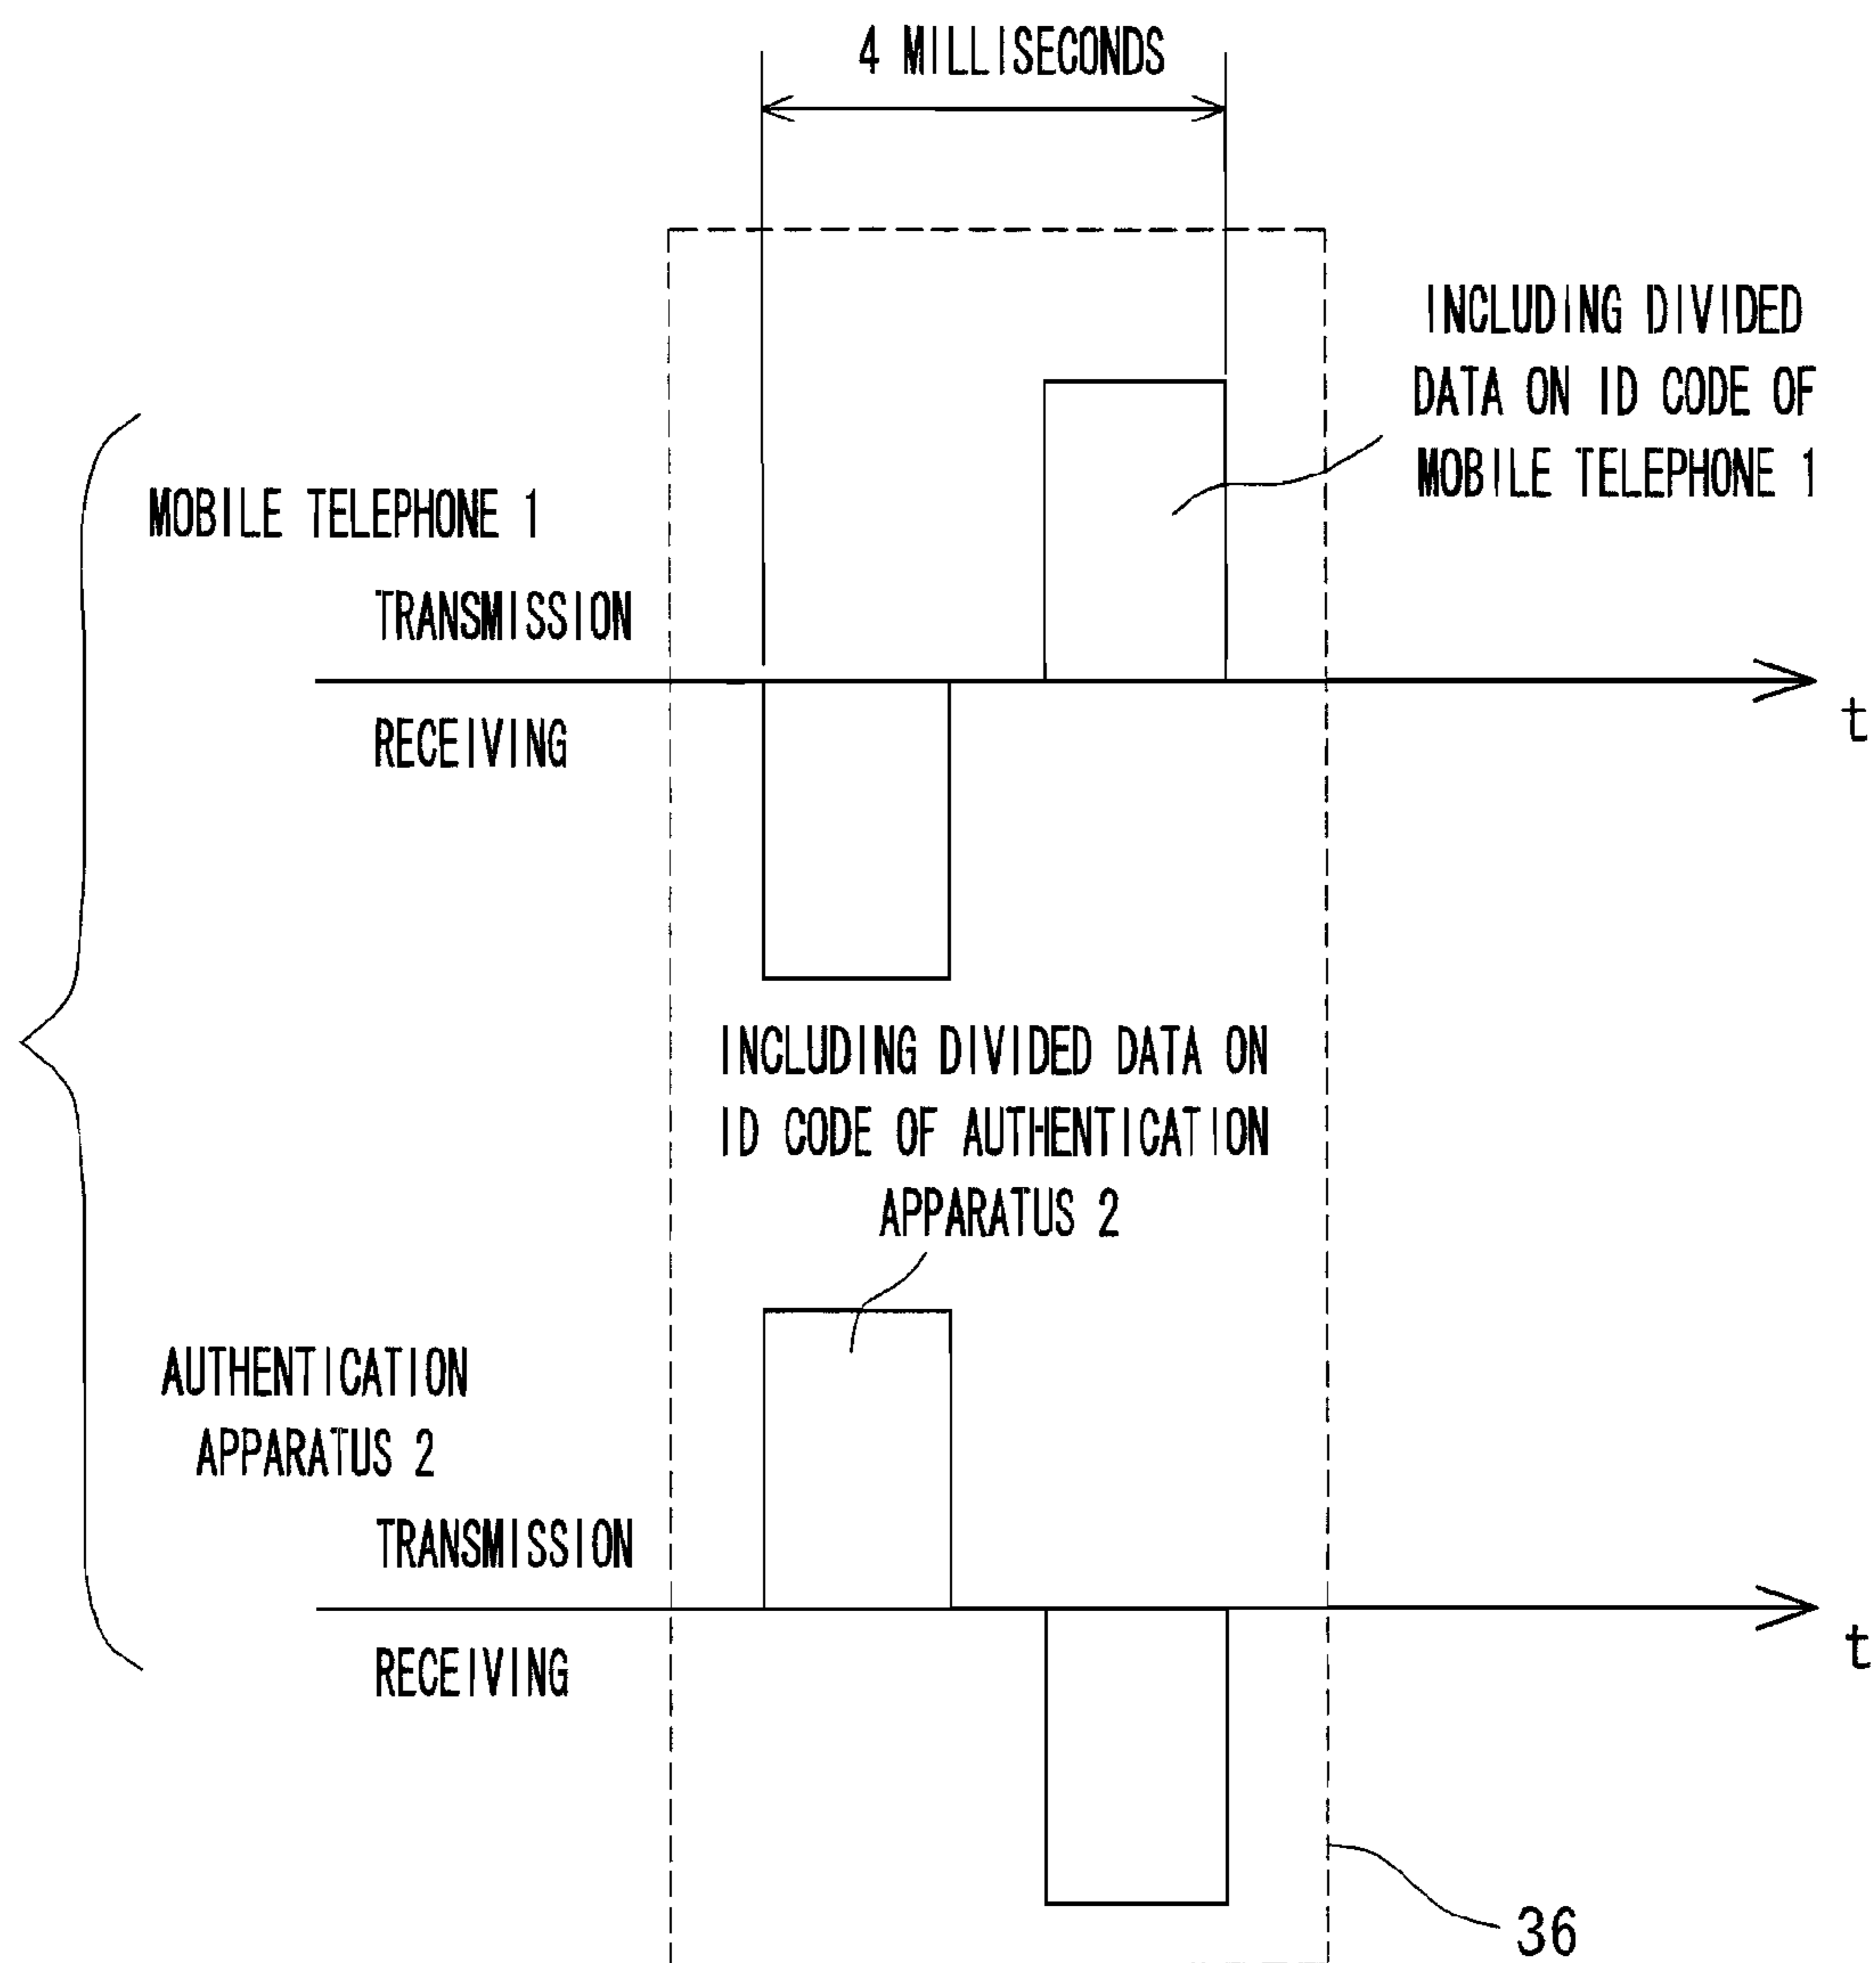 4 MILLISECONDS
INCLUDING DIVIDED
DATA ON ID CODE OF
MOBILE TELEPHONE 1
MOBILE TELEPHONE 1
TRANSMISSION
t
RECEIVING
INCLUDING DIVIDED DATA ON
ID CODE OF AUTHENTICATION
APPARATUS 2
AUTHENTICATION
APPARATUS 2
TRANSMISSION
t
RECEIVING
36